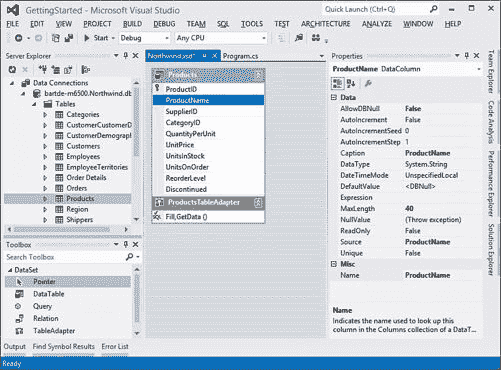 GettingStarted - Microsoft Visual Studio
Quick Launch (Ctrl+Q)
FILE EDIT VIEW PROJECT BUILD DEBUG TEAM SQL TOOLS TEST ARCHITECTURE ANALYZE WINDOW HELP
Start Debug Any CPU
Server Explorer
Data Connections
bartde-m6500.Northwind.db
Tables
Categories
CustomerCustomerD
CustomerDemograph
Customers
Employees
EmployeeTerritories
Order Details
Orders
Products
Region
Shippers
Toolbox
Search Toolbox
DataSet
Pointer
DataTable
Query
Relation
TableAdapter
Output Find Symbol Results Error List
Northwind.xsd* Program.cs
Products
ProductID
ProductName
SupplierID
CategoryID
QuantityPerUnit
UnitPrice
UnitsInStock
UnitsOnOrder
ReorderLevel
Discontinued
ProductsTableAdapter
Fill,GetData ()
Properties
ProductName DataColumn
Data
AllowDBNull False
AutoIncrement False
AutoIncrementSeed 0
AutoIncrementStep 1
Caption ProductName
DataType System.String
DateTimeMode UnspecifiedLocal
DefaultValue <DBNull>
Expression
MaxLength 40
NullValue (Throw exception)
ReadOnly False
Source ProductName
Unique False
Misc
Name ProductName
Name
Indicates the name used to look up this
column in the Columns collection of a DataT...
Team Explorer
Code Analysis
Performance Explorer
Solution Explorer
Ready